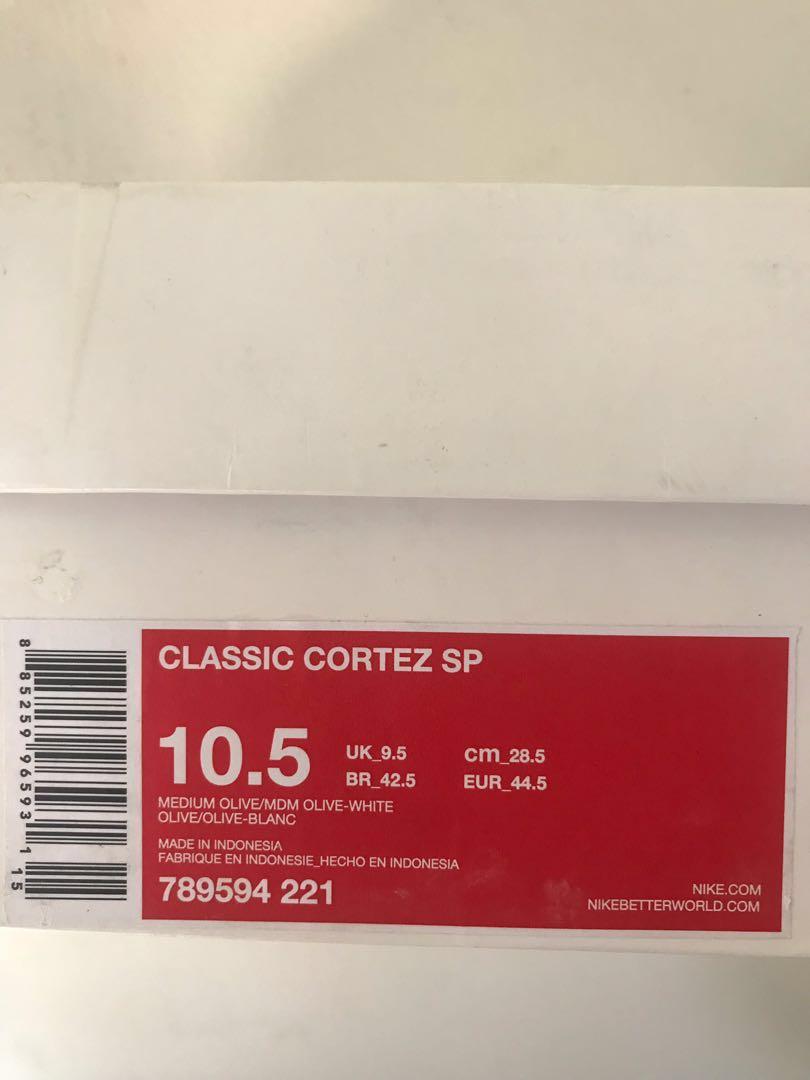 CLASSIC CORTEZ SP
10.5
UK_9.5 cm_28.5
BR_42.5 EUR_44.5
MEDIUM OLIVE/MDM OLIVE-WHITE
OLIVE/OLIVE-BLANC
MADE IN INDONESIA
FABRIQUE EN INDONESIE_HECHO EN INDONESIA
789594 221
NIKE.COM
NIKEBETTERWORLD.COM
8 85259 96593 1 15